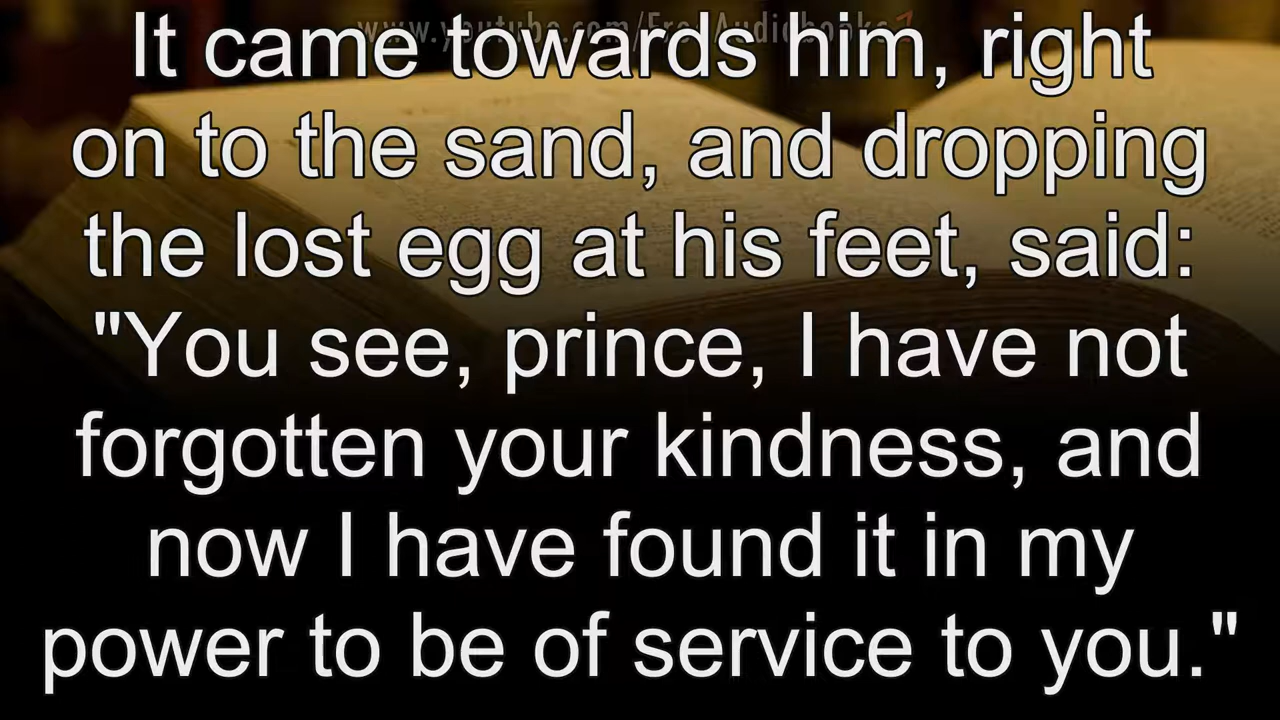 www.youtube.com/FreeAudiobooks
It came towards him, right
on to the sand, and dropping
the lost egg at his feet, said:
"You see, prince, I have not
forgotten your kindness, and
now I have found it in my
power to be of service to you."